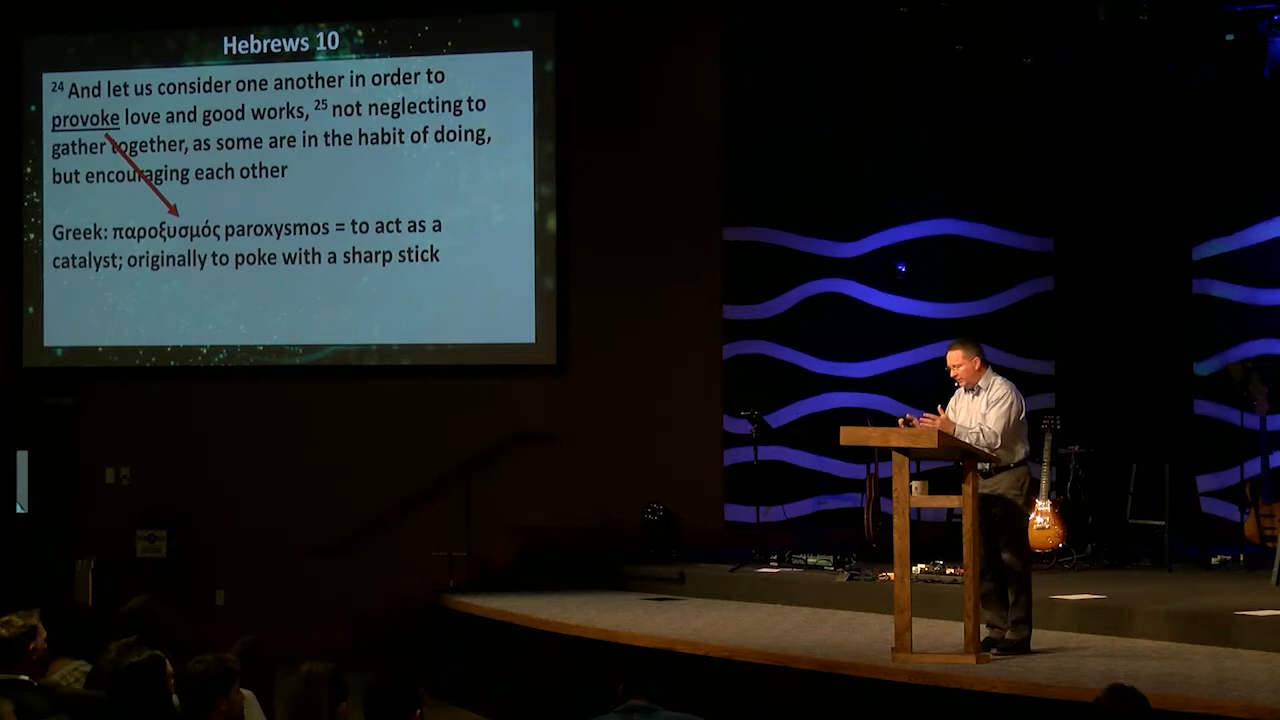 Hebrews 10
24 And let us consider one another in order to
provoke love and good works, 25 not neglecting to
gather together, as some are in the habit of doing,
but encouraging each other
Greek: παροξυσμός paroxysmos = to act as a
catalyst; originally to poke with a sharp stick